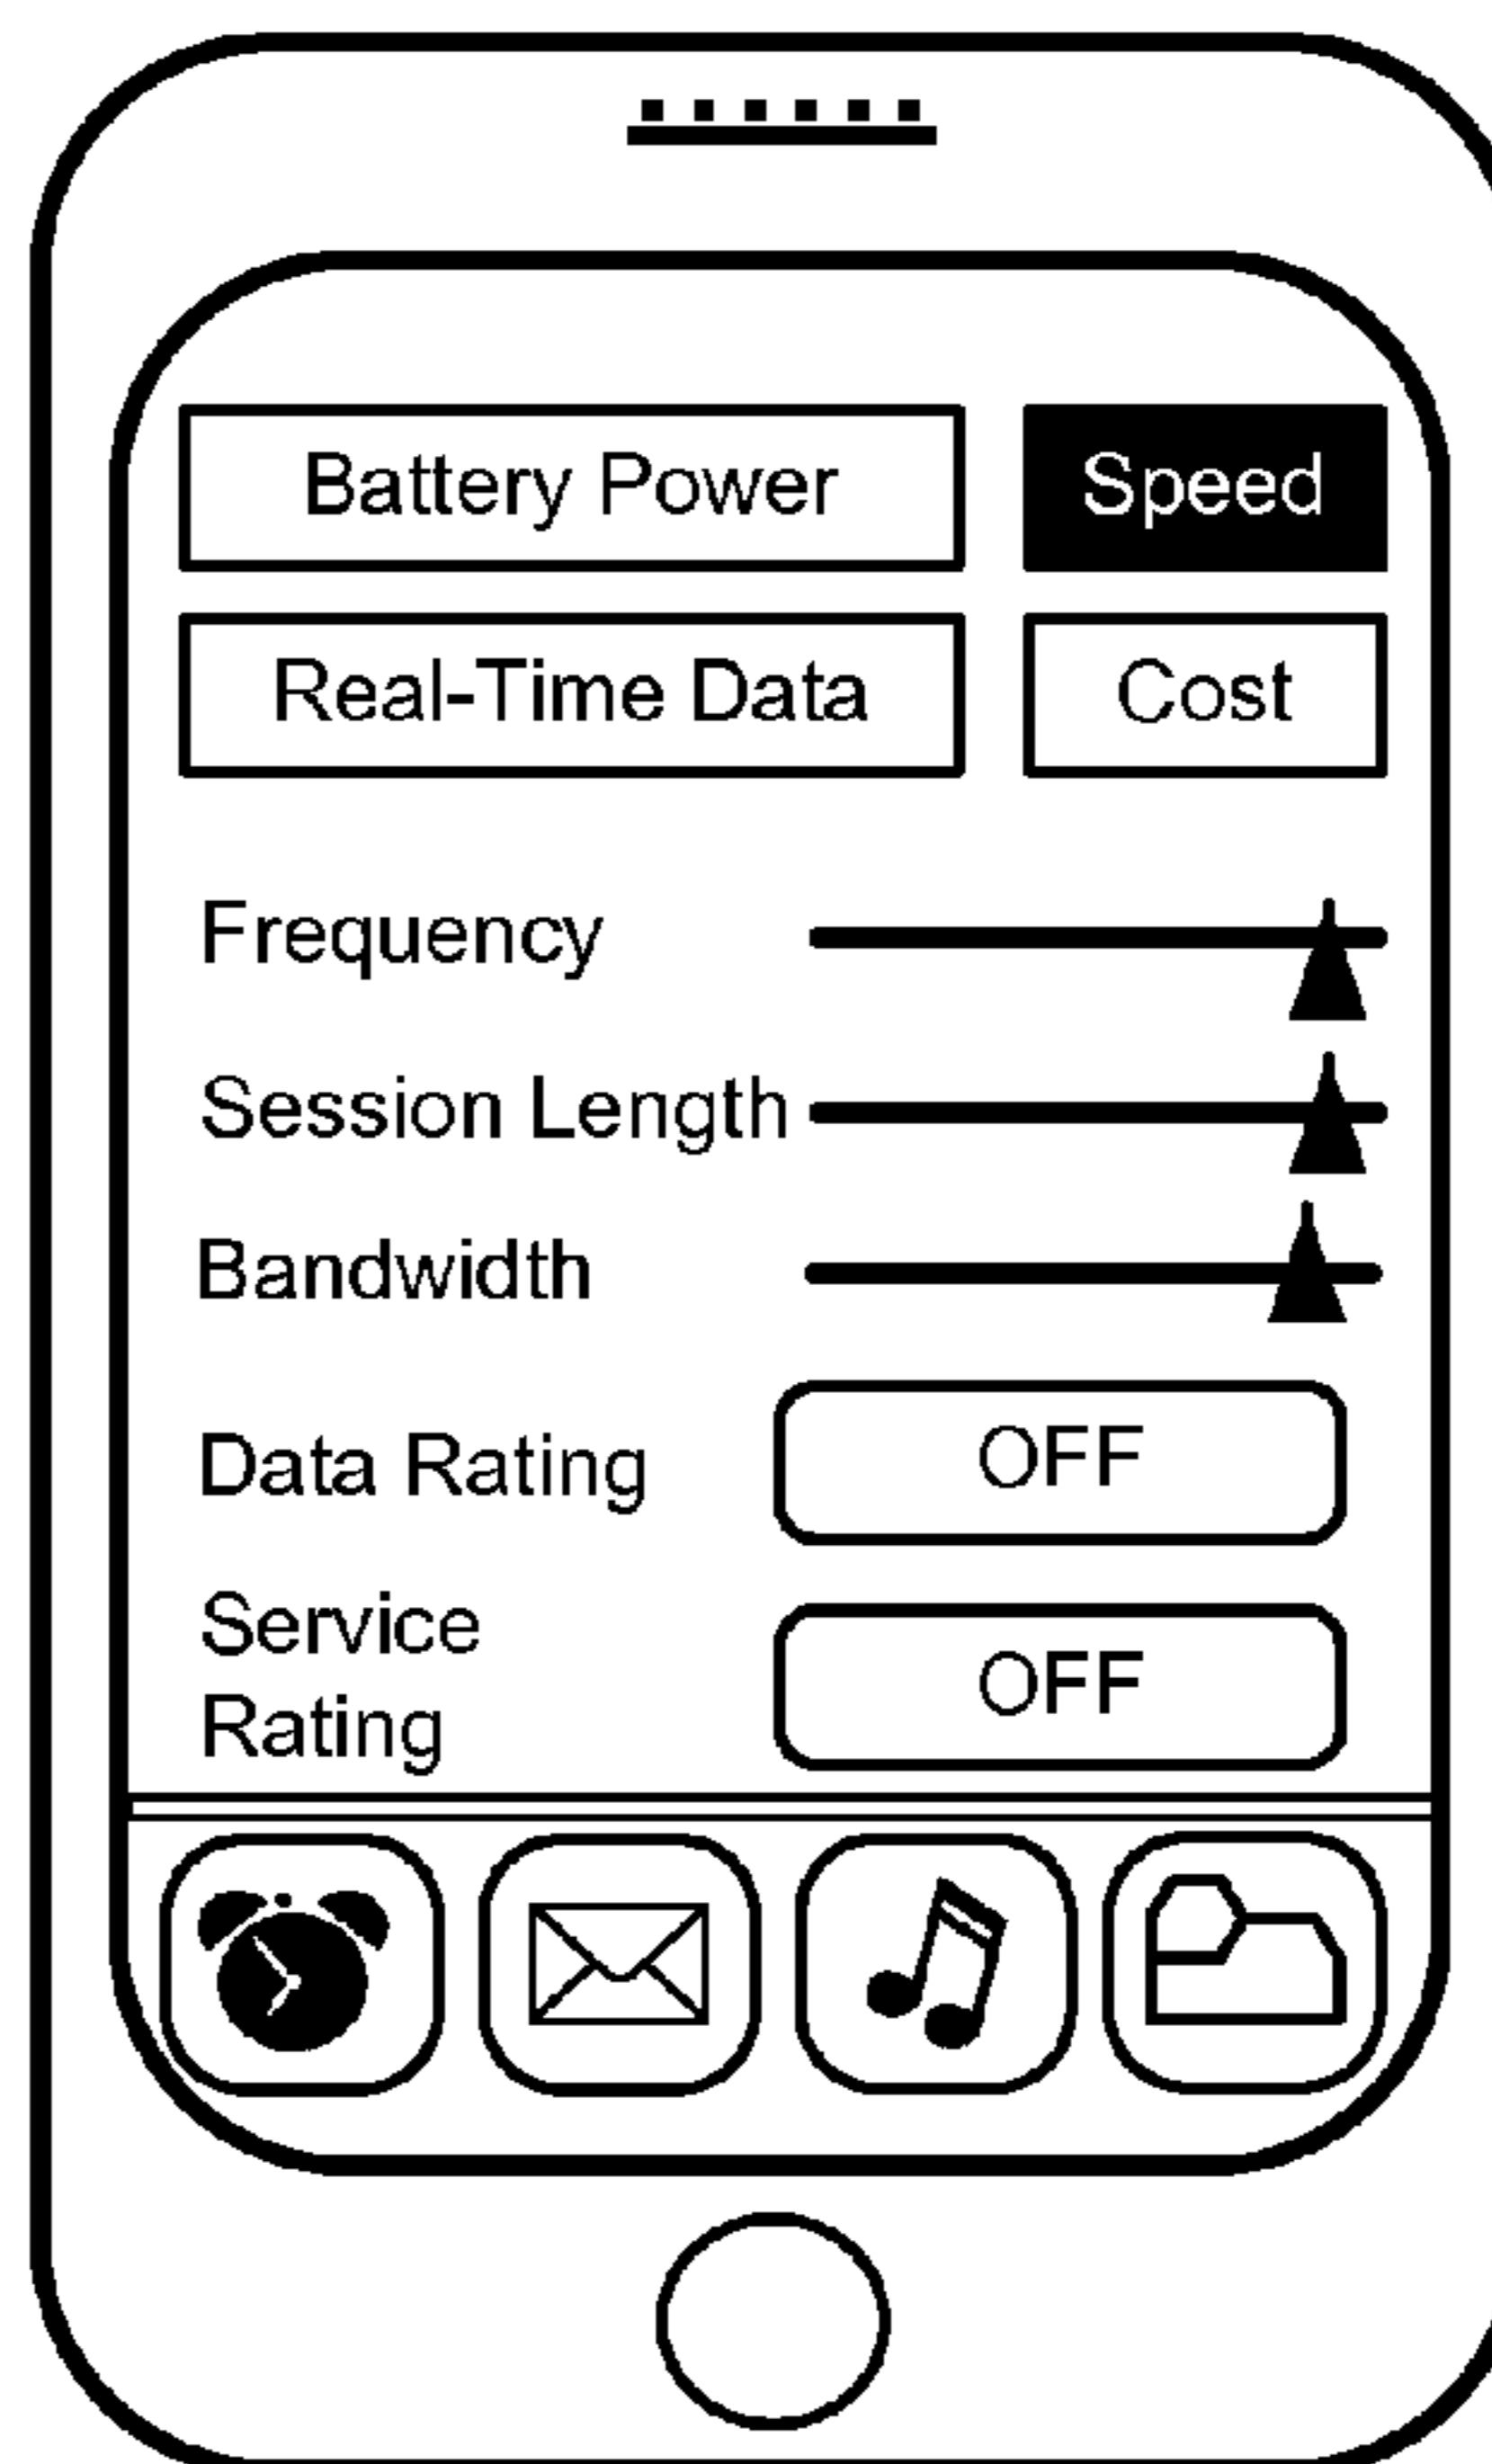 Battery Power Speed
Real-Time Data Cost
Frequency
Session Length
Bandwidth
Data Rating OFF
Service
Rating OFF